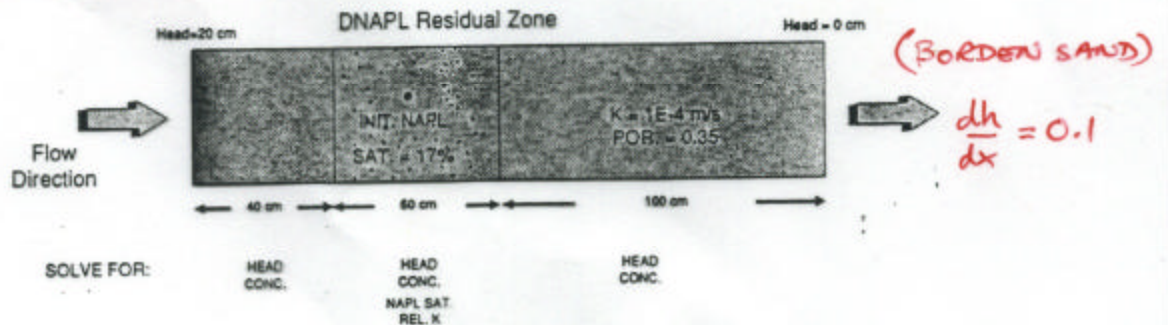 DNAPL Residual Zone
Head=20 cm
Head = 0 cm
(BORDEN SAND)
dh/dx = 0.1
Flow
Direction
INIT. NAPL
SAT. = 17%
K = 1E-4 m/s
POR. = 0.35
40 cm
60 cm
100 cm
SOLVE FOR:
HEAD
CONC.
HEAD
CONC.
NAPL SAT.
REL. K
HEAD
CONC.